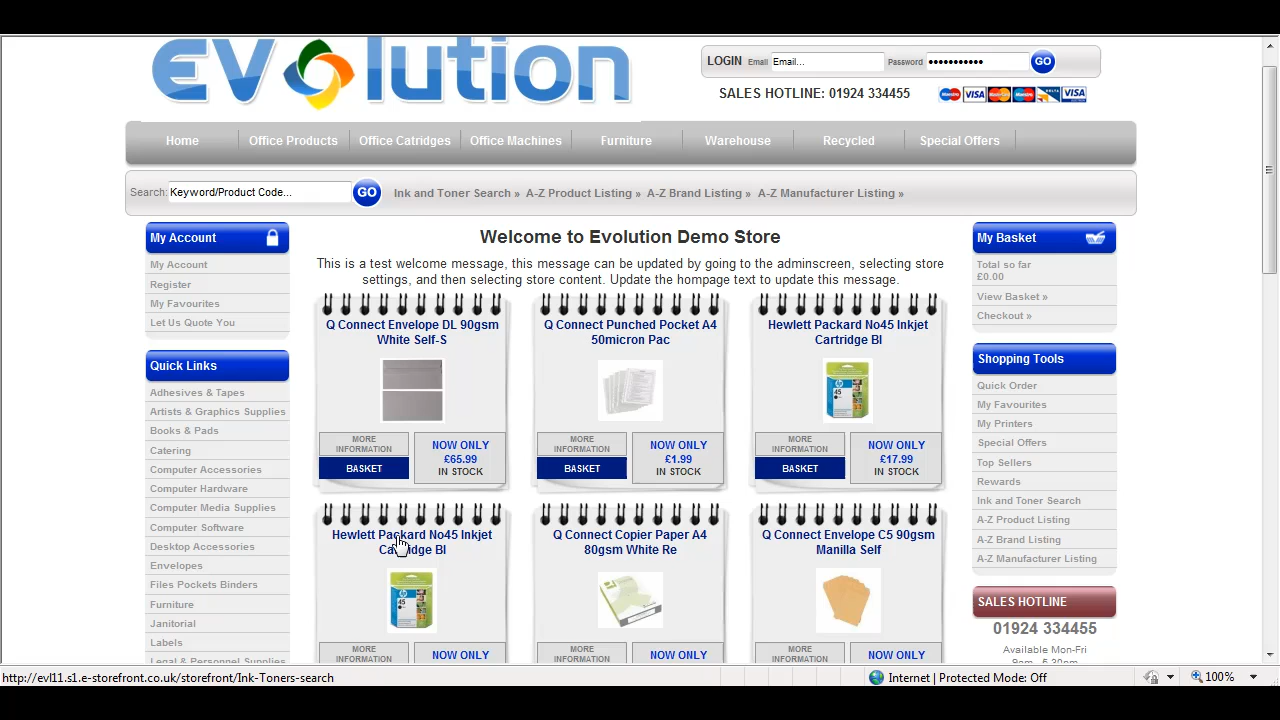 EVOlution
LOGIN Email Email... Password ••••••••••• GO
SALES HOTLINE: 01924 334455
Home Office Products Office Catridges Office Machines Furniture Warehouse Recycled Special Offers
Search: Keyword/Product Code... GO Ink and Toner Search » A-Z Product Listing » A-Z Brand Listing » A-Z Manufacturer Listing »
My Account
My Account
Register
My Favourites
Let Us Quote You
Quick Links
Adhesives & Tapes
Artists & Graphics Supplies
Books & Pads
Catering
Computer Accessories
Computer Hardware
Computer Media Supplies
Computer Software
Desktop Accessories
Envelopes
Files Pockets Binders
Furniture
Janitorial
Labels
Legal & Personnel Supplies
Welcome to Evolution Demo Store
This is a test welcome message, this message can be updated by going to the adminscreen, selecting store
settings, and then selecting store content. Update the hompage text to update this message.
Q Connect Envelope DL 90gsm
White Self-S
MORE
INFORMATION
BASKET
NOW ONLY
£65.99
IN STOCK
Q Connect Punched Pocket A4
50micron Pac
MORE
INFORMATION
BASKET
NOW ONLY
£1.99
IN STOCK
Hewlett Packard No45 Inkjet
Cartridge Bl
45
MORE
INFORMATION
BASKET
NOW ONLY
£17.99
IN STOCK
Hewlett Packard No45 Inkjet
Cartridge Bl
45
MORE
INFORMATION
NOW ONLY
Q Connect Copier Paper A4
80gsm White Re
MORE
INFORMATION
NOW ONLY
Q Connect Envelope C5 90gsm
Manilla Self
MORE
INFORMATION
NOW ONLY
My Basket
Total so far
£0.00
View Basket »
Checkout »
Shopping Tools
Quick Order
My Favourites
My Printers
Special Offers
Top Sellers
Rewards
Ink and Toner Search
A-Z Product Listing
A-Z Brand Listing
A-Z Manufacturer Listing
SALES HOTLINE
01924 334455
Available Mon-Fri
9am - 5.30pm
http://evl11.s1.e-storefront.co.uk/storefront/Ink-Toners-search Internet | Protected Mode: Off 100%